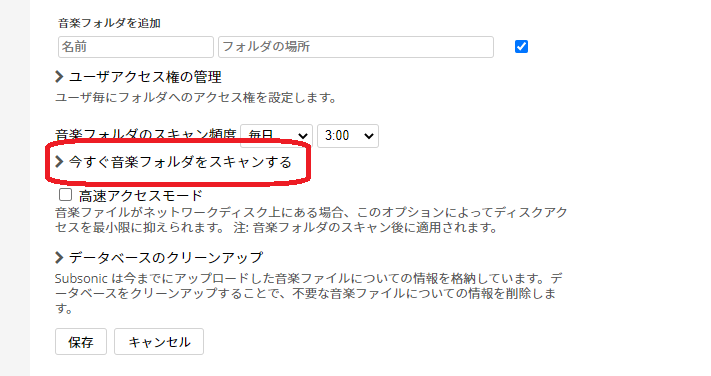 音楽フォルダを追加
名前 フォルダの場所
ユーザアクセス権の管理
ユーザ毎にフォルダへのアクセス権を設定します。
音楽フォルダのスキャン頻度 毎日 3:00
今すぐ音楽フォルダをスキャンする
高速アクセスモード
音楽ファイルがネットワークディスク上にある場合、このオプションによってディスクアク
セスを最小限に抑えられます。 注: 音楽フォルダのスキャン後に適用されます。
データベースのクリーンアップ
Subsonic は今までにアップロードした音楽ファイルについての情報を格納しています。デ
ータベースをクリーンアップすることで、不要な音楽ファイルについての情報を削除しま
す。
保存 キャンセル